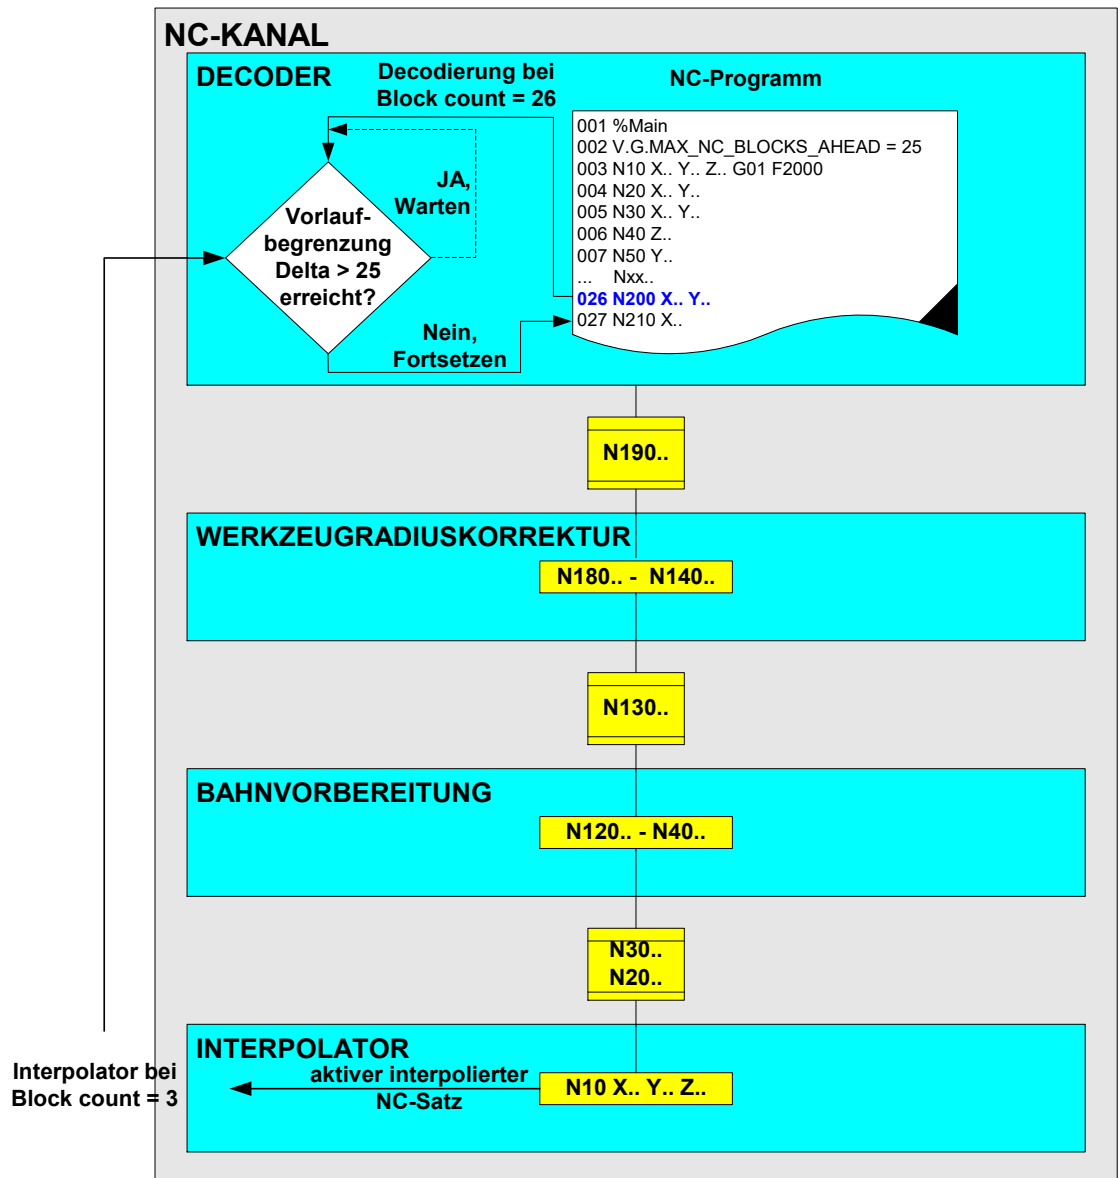 NC-KANAL
DECODER
Decodierung bei
Block count = 26
NC-Programm
001 %Main
002 V.G.MAX_NC_BLOCKS_AHEAD = 25
003 N10 X.. Y.. Z.. G01 F2000
004 N20 X.. Y..
005 N30 X.. Y..
006 N40 Z..
007 N50 Y..
... Nxx..
026 N200 X.. Y..
027 N210 X..
JA,
Warten
Vorlauf-
begrenzung
Delta > 25
erreicht?
Nein,
Fortsetzen
N190..
WERKZEUGRADIUSKORREKTUR
N180.. - N140..
N130..
BAHNVORBEREITUNG
N120.. - N40..
N30..
N20..
INTERPOLATOR
Interpolator bei
Block count = 3
aktiver interpolierter
NC-Satz
N10 X.. Y.. Z..